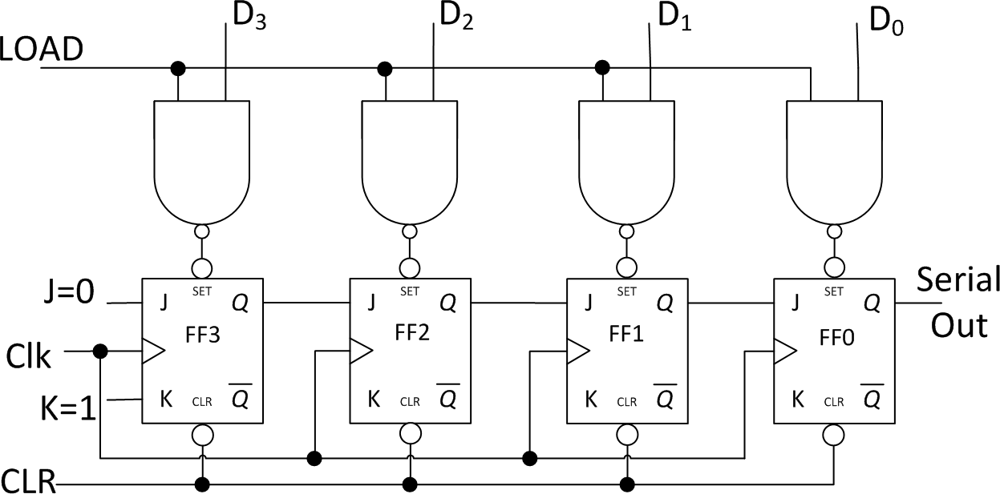 D3 D2 D1 D0
LOAD
SET SET SET SET
J=0 J Q J Q J Q J Q Serial
FF3 FF2 FF1 FF0 Out
Clk
K=1 K CLR Q̅ K CLR Q̅ K CLR Q̅ K CLR Q̅
CLR